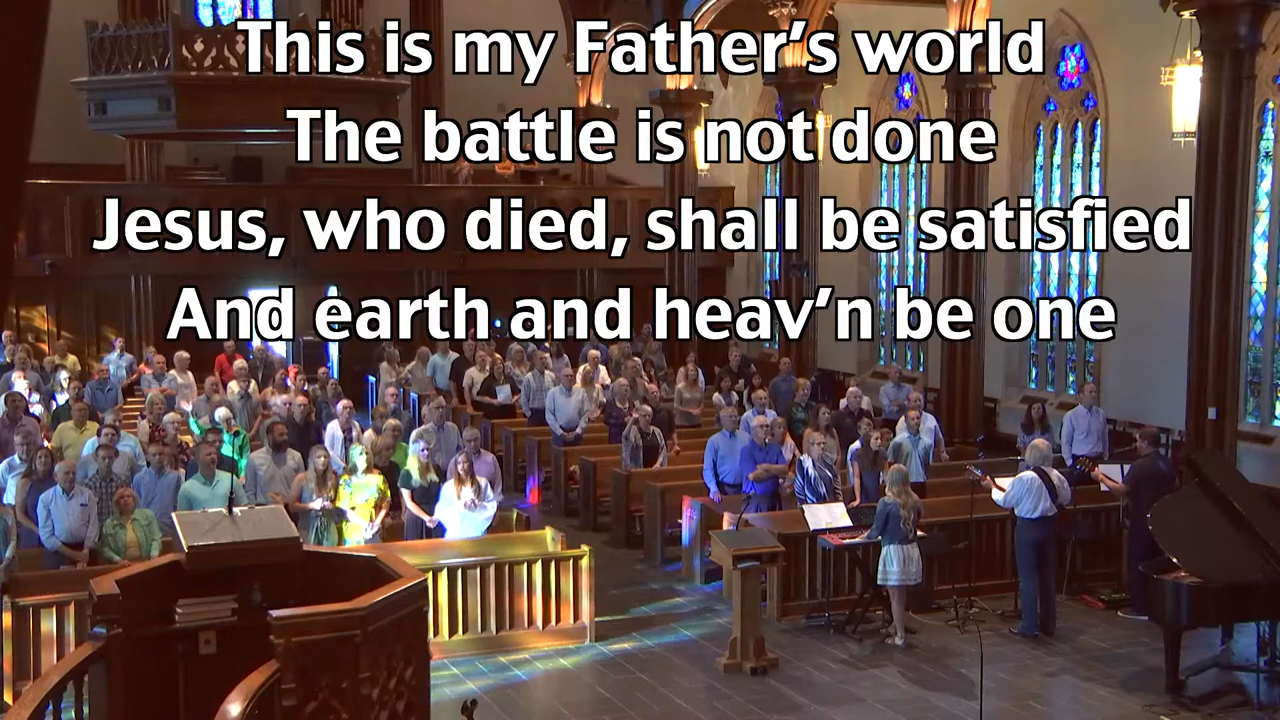 This is my Father’s world
The battle is not done
Jesus, who died, shall be satisfied
And earth and heav’n be one